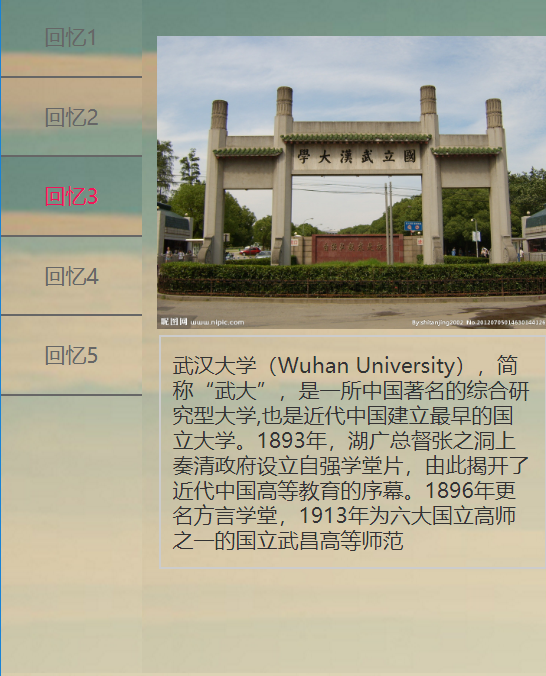 回忆1
回忆2
回忆3
回忆4
回忆5
學大漢武立國
昵图网 www.nipic.com
By:shitanjing2002 No.20120705014630144126
武汉大学（Wuhan University），简
称“武大”，是一所中国著名的综合研
究型大学,也是近代中国建立最早的国
立大学。1893年，湖广总督张之洞上
奏清政府设立自强学堂片，由此揭开了
近代中国高等教育的序幕。1896年更
名方言学堂，1913年为六大国立高师
之一的国立武昌高等师范